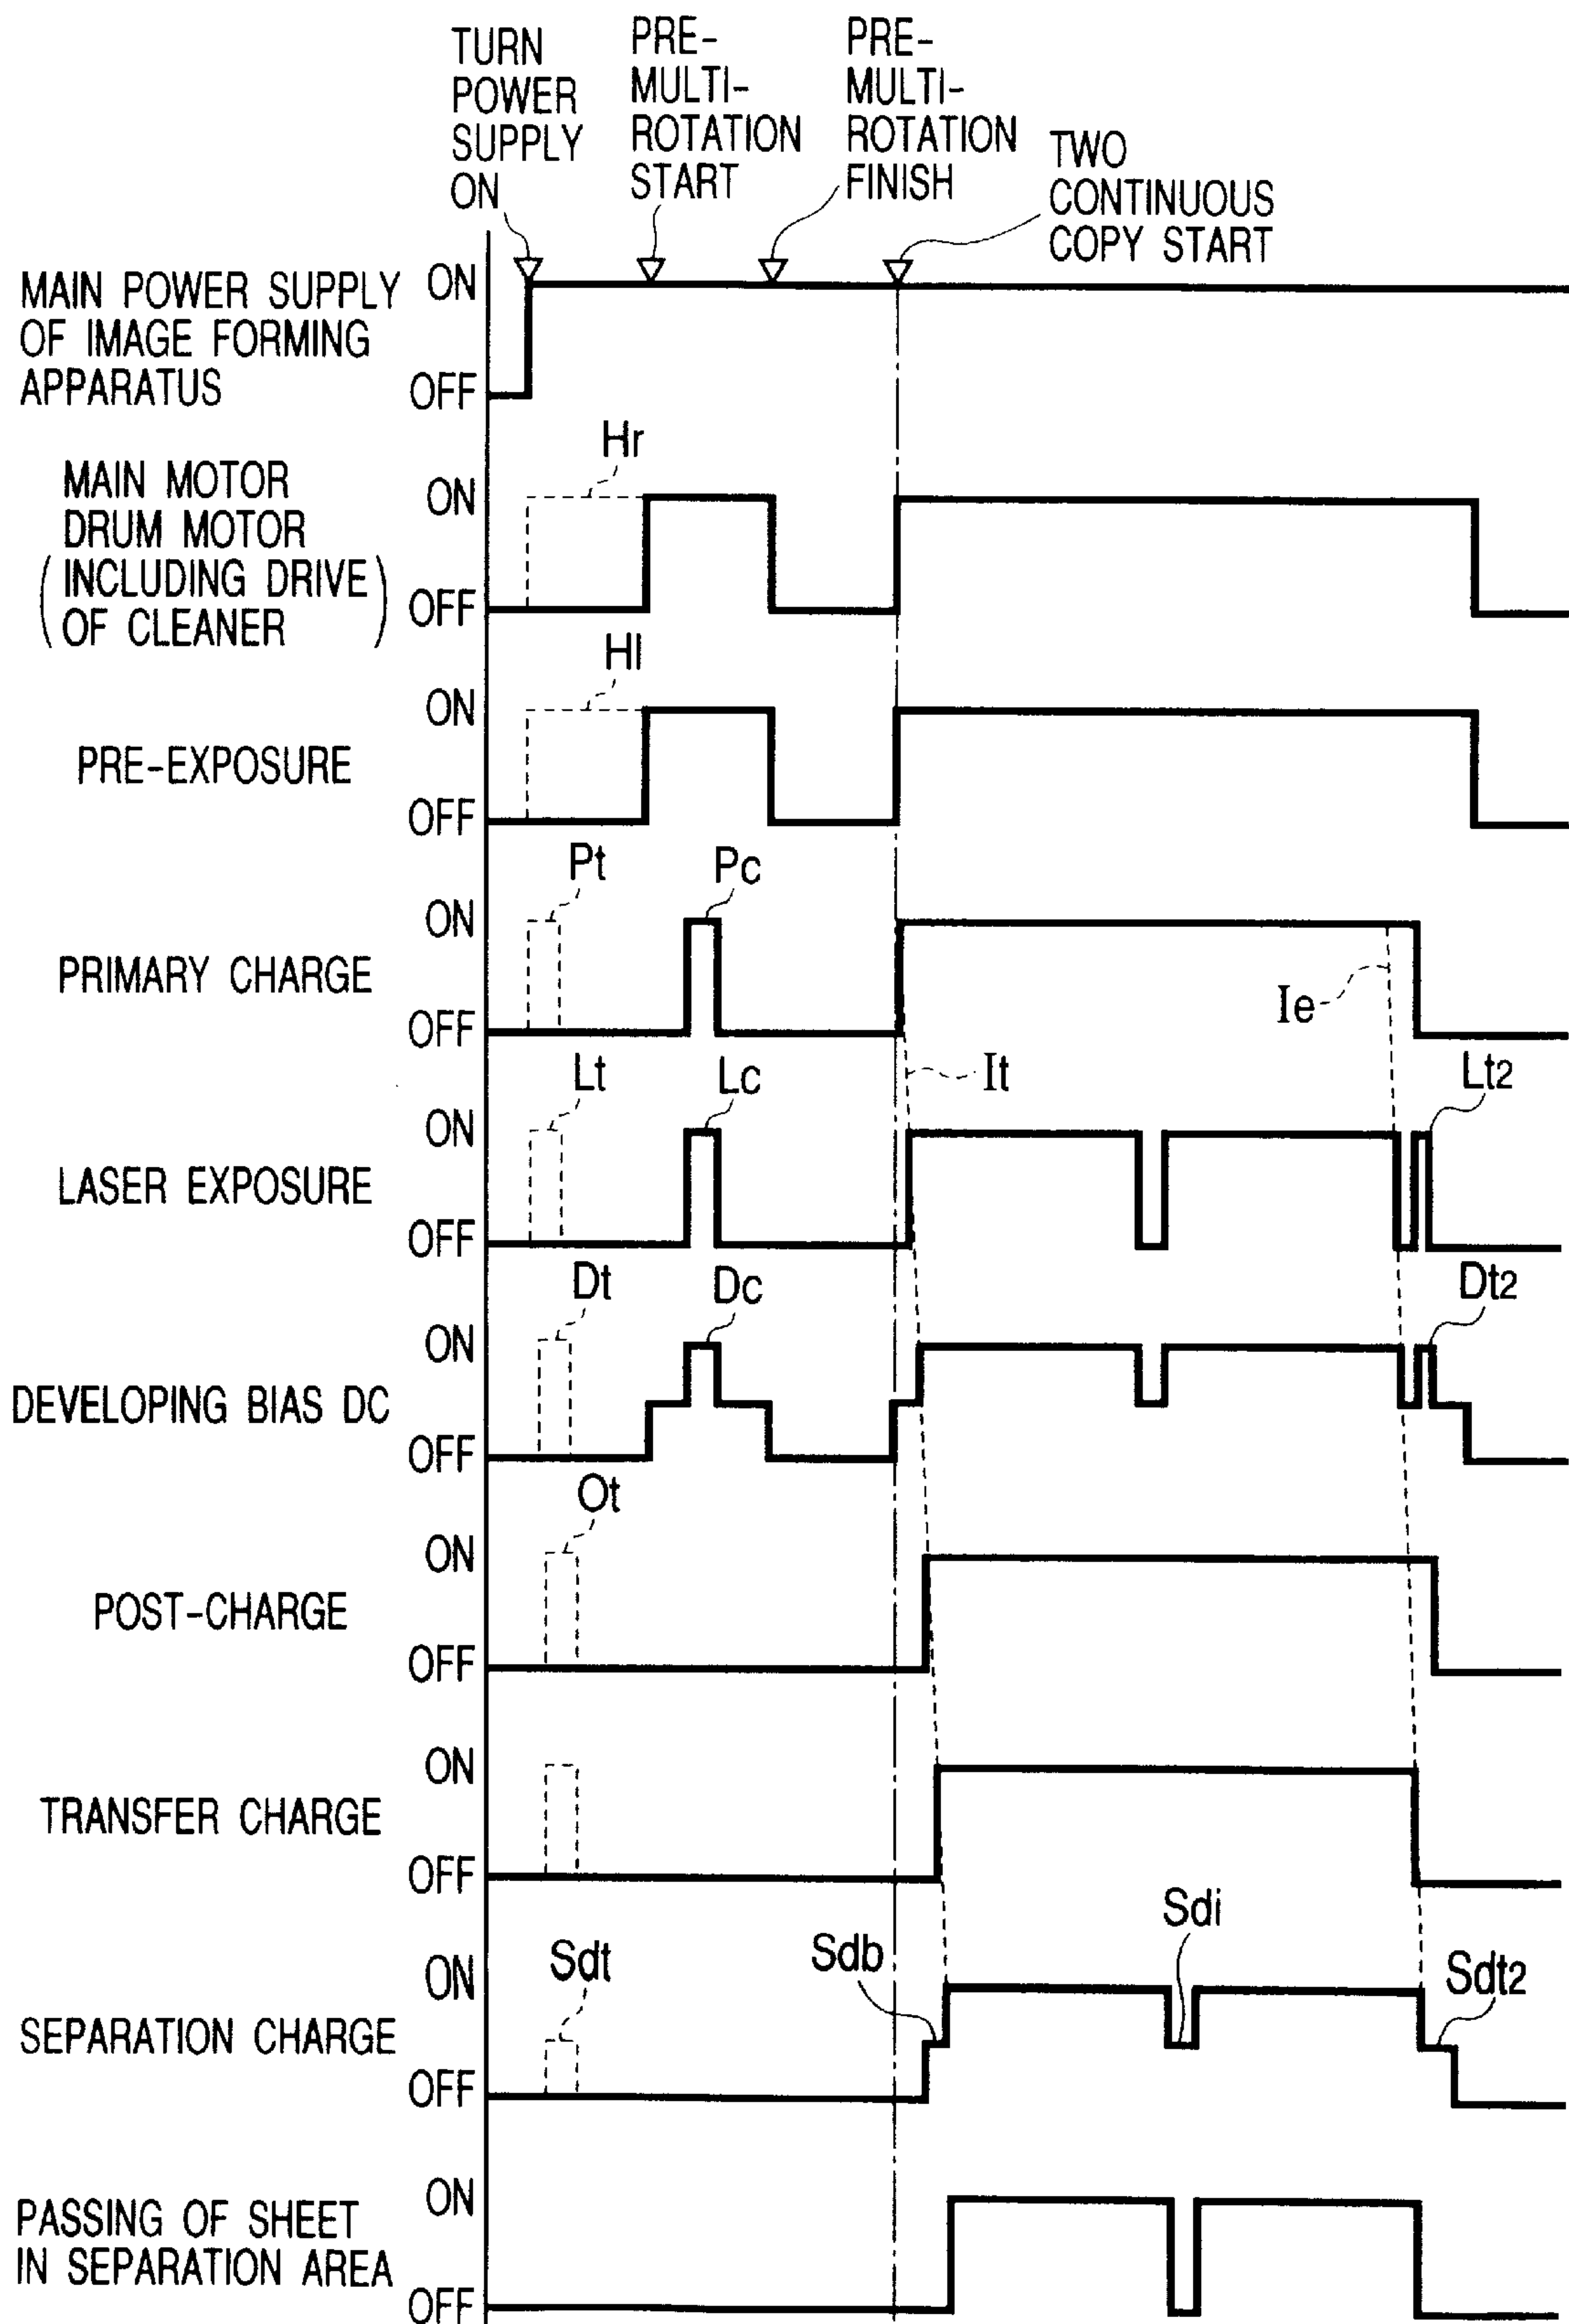 TURN
POWER
SUPPLY
ON
PRE-
MULTI-
ROTATION
START
PRE-
MULTI-
ROTATION
FINISH
TWO
CONTINUOUS
COPY START
MAIN POWER SUPPLY
OF IMAGE FORMING
APPARATUS
ON
OFF
Hr
MAIN MOTOR
DRUM MOTOR
(INCLUDING DRIVE
OF CLEANER)
ON
OFF
Hl
PRE-EXPOSURE
ON
OFF
Pt
Pc
PRIMARY CHARGE
ON
OFF
Ie
It
Lt
Lc
Lt2
LASER EXPOSURE
ON
OFF
Dt
Dc
Dt2
DEVELOPING BIAS DC
ON
OFF
Ot
POST-CHARGE
ON
OFF
TRANSFER CHARGE
ON
OFF
Sdt
Sdb
Sdi
Sdt2
SEPARATION CHARGE
ON
OFF
PASSING OF SHEET
IN SEPARATION AREA
ON
OFF